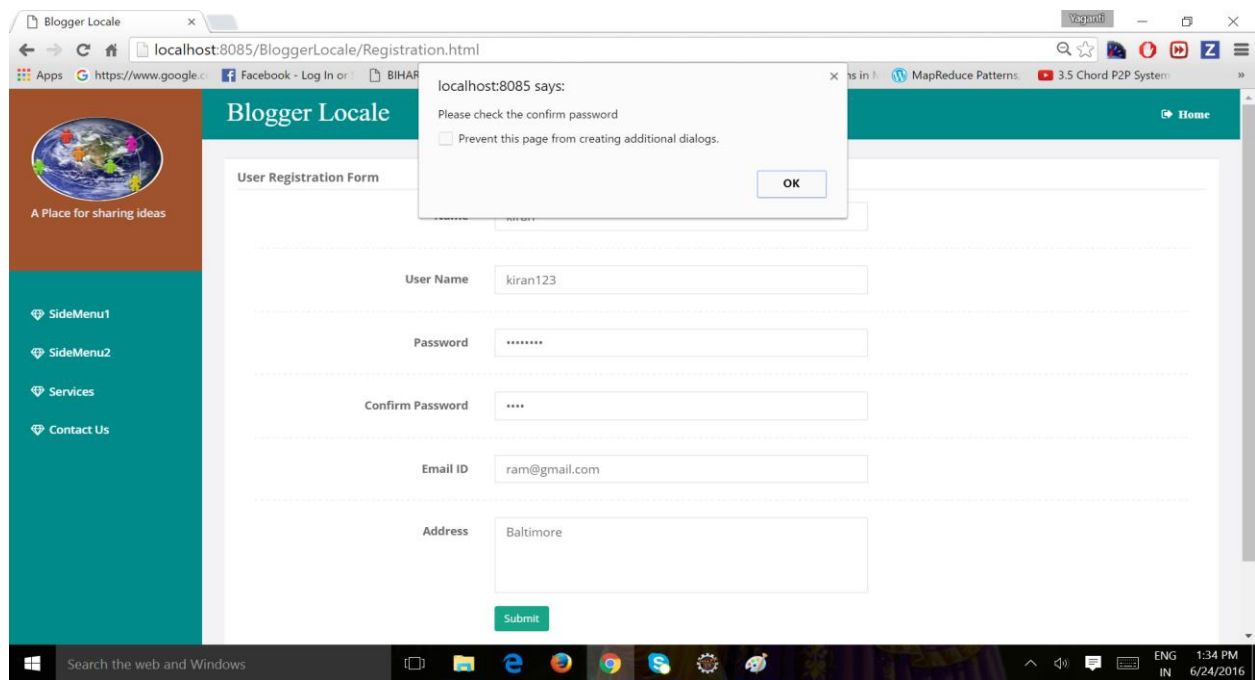 Blogger Locale
Yaganti
localhost:8085/BloggerLocale/Registration.html
Apps
https://www.google.c
Facebook - Log In or
BIHAR
ns in
MapReduce Patterns,
3.5 Chord P2P System
»
localhost:8085 says:
Please check the confirm password
Prevent this page from creating additional dialogs.
OK
Blogger Locale
Home
A Place for sharing ideas
SideMenu1
SideMenu2
Services
Contact Us
User Registration Form
Name
kiran
User Name
kiran123
Password
••••••••
Confirm Password
••••
Email ID
ram@gmail.com
Address
Baltimore
Submit
Search the web and Windows
ENG
IN
1:34 PM
6/24/2016